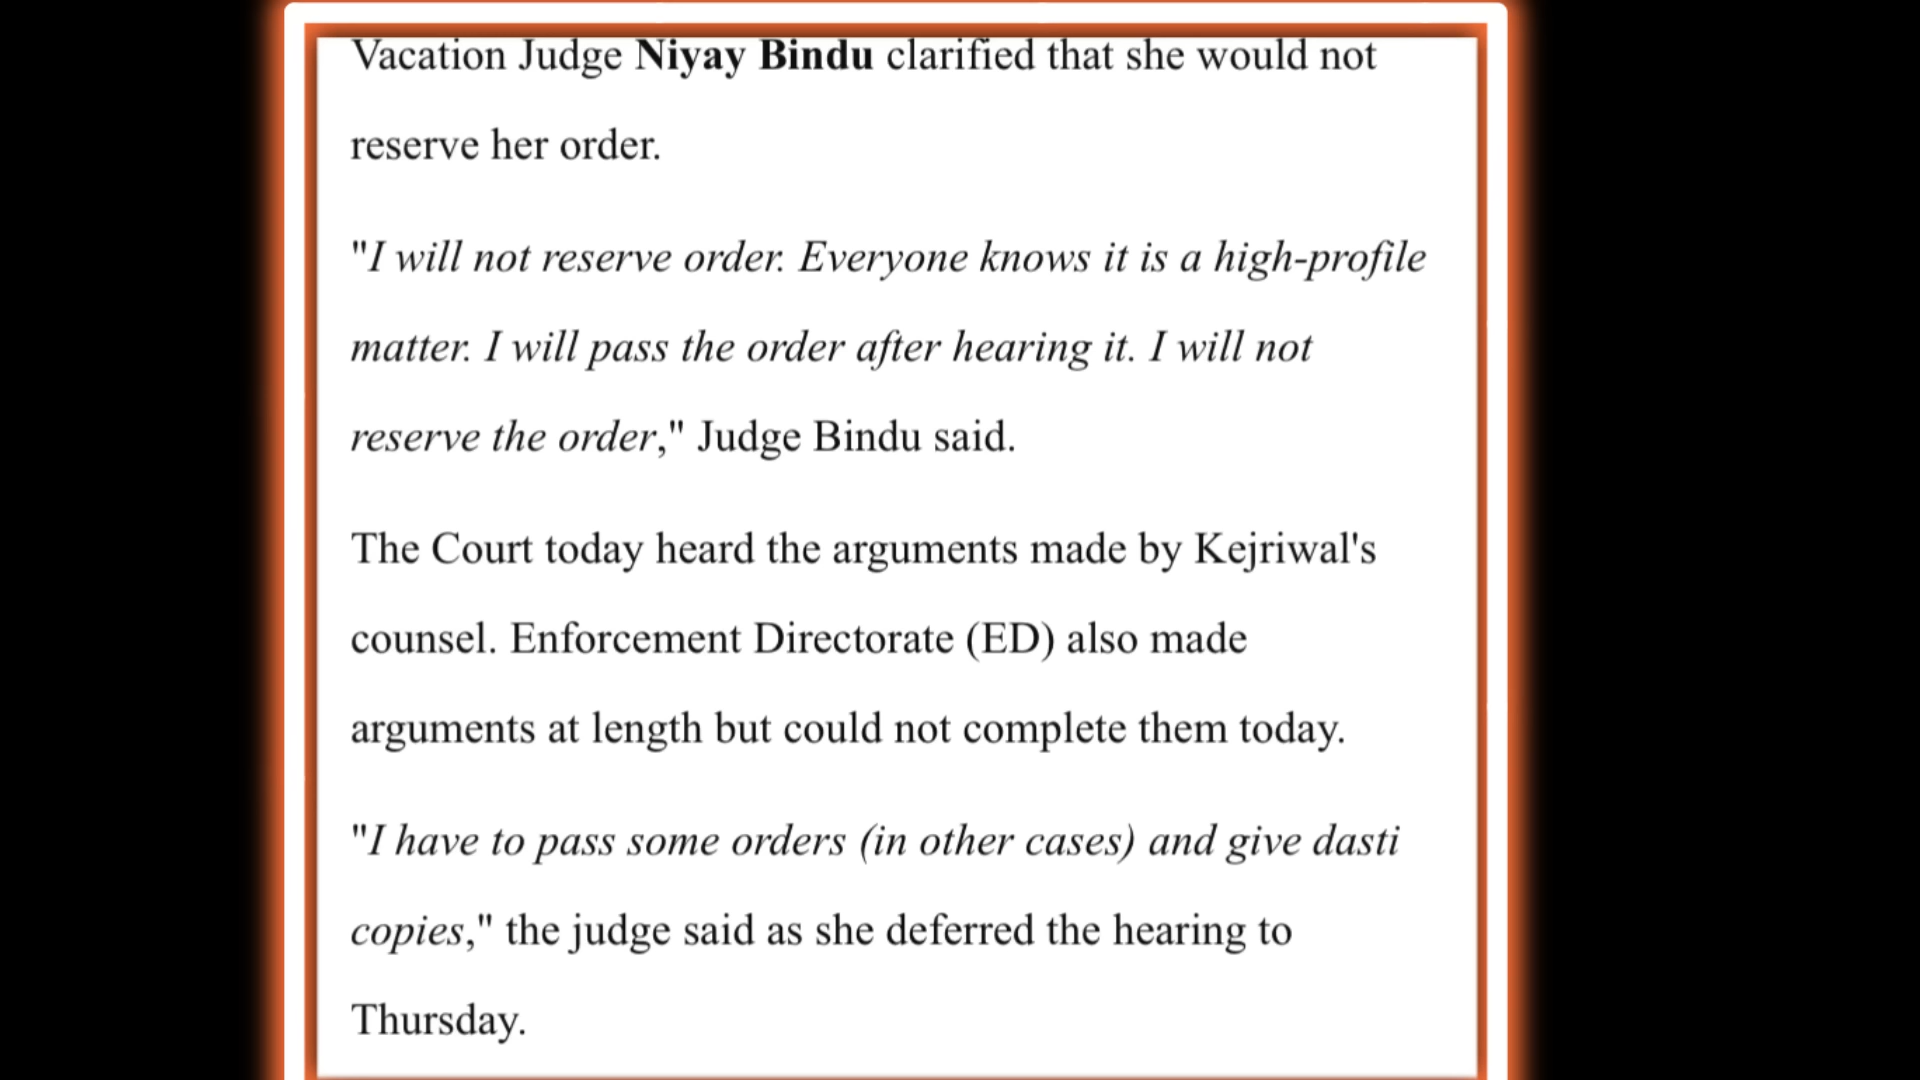 Vacation Judge Niyay Bindu clarified that she would not
reserve her order.
"I will not reserve order. Everyone knows it is a high-profile
matter. I will pass the order after hearing it. I will not
reserve the order," Judge Bindu said.
The Court today heard the arguments made by Kejriwal's
counsel. Enforcement Directorate (ED) also made
arguments at length but could not complete them today.
"I have to pass some orders (in other cases) and give dasti
copies," the judge said as she deferred the hearing to
Thursday.